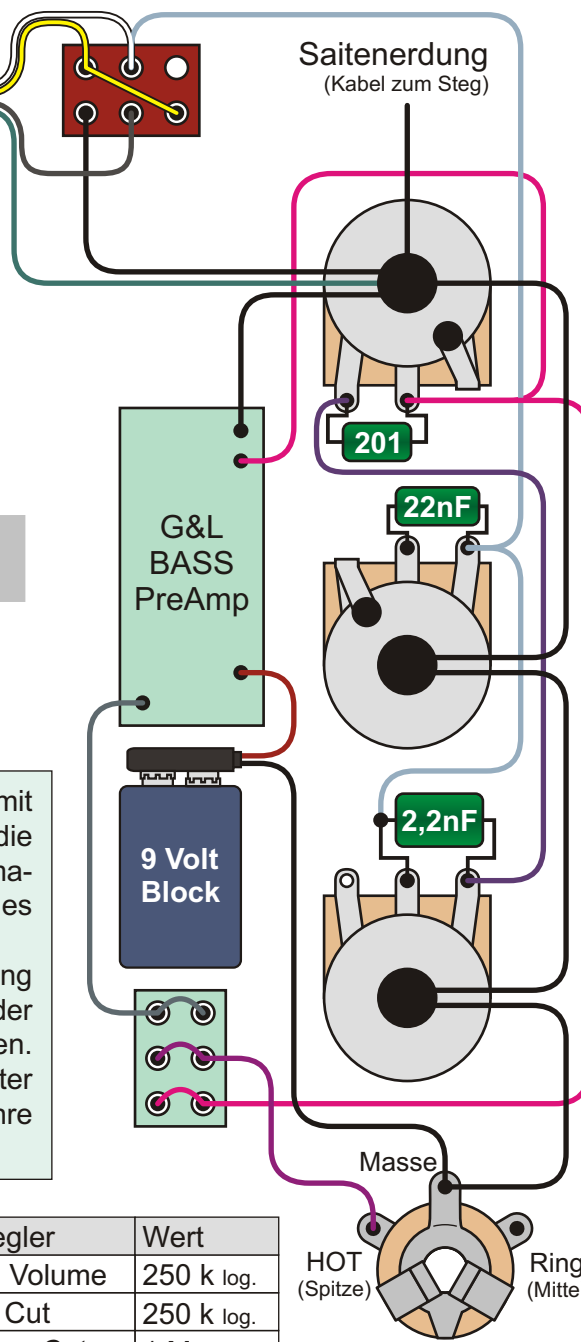 Saitenerdung
(Kabel zum Steg)
201
22nF
G&L
BASS
PreAmp
2,2nF
9 Volt
Block
mit
die
es
ng
der
en.
ter
hre
Masse
HOT
(Spitze)
Ring
(Mitte
egler Wert
Volume 250 k log.
Cut 250 k log.